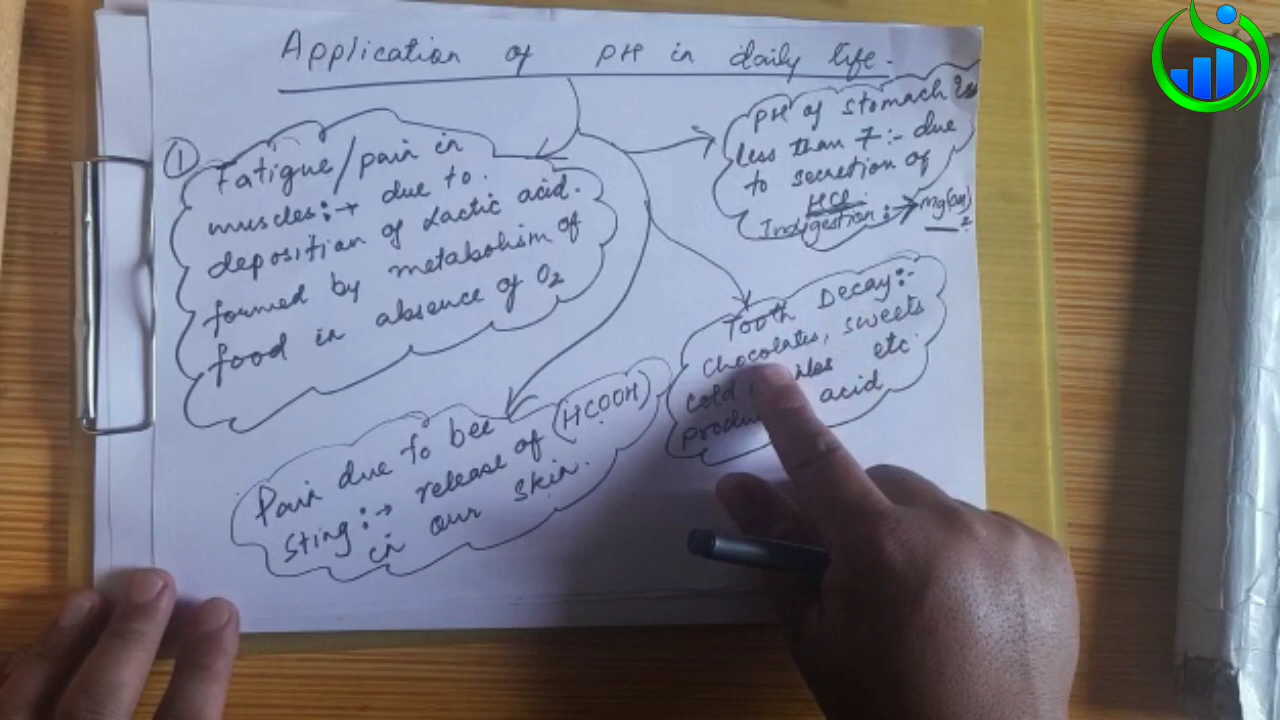 Application of PH in daily life.
①
Fatigue/pain in
muscles:→ due to.
deposition of Lactic acid.
formed by metabolism of
food in absence of O2
PH of stomach is
less than 7:- due
to secretion of
HCl
Indigestion:→ Mg(OH)2
Tooth Decay:-
Chocolates, sweets
cold etc.
acid
Pain due to bee
sting:→ release of (HCOOH)
in our skin.